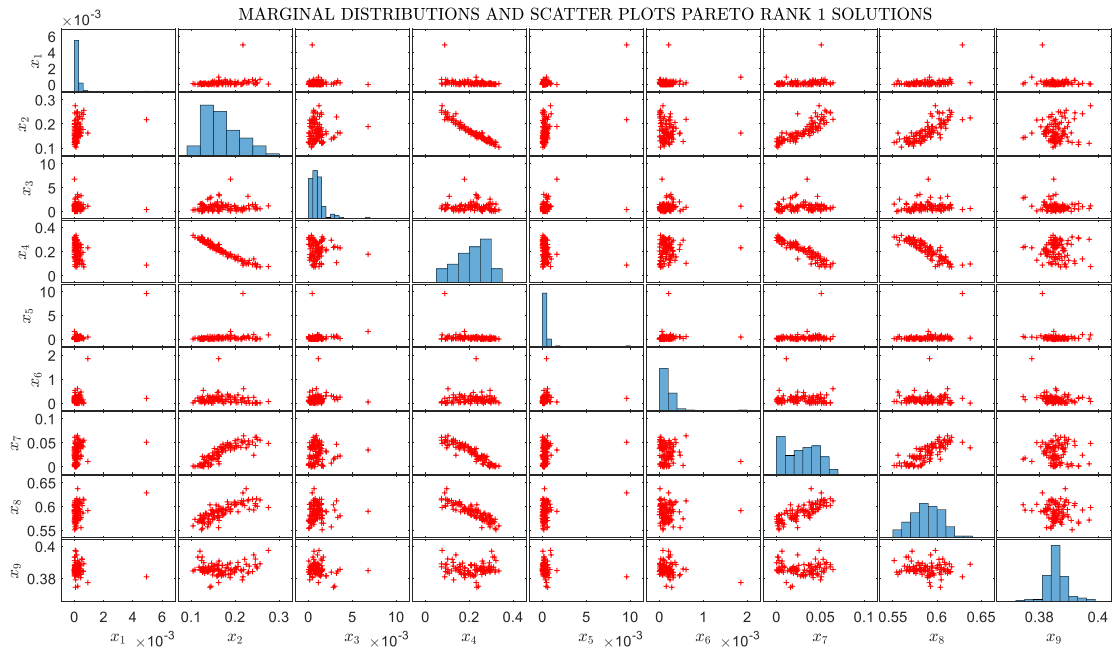 MARGINAL DISTRIBUTIONS AND SCATTER PLOTS PARETO RANK 1 SOLUTIONS
×10⁻³
6
4
2
0
x₁
0.3
0.2
0.1
x₂
10
5
0
x₃
0.4
0.2
0
x₄
10
5
0
x₅
2
1
0
x₆
0.1
0.05
0
x₇
0.65
0.6
0.55
x₈
0.4
0.38
x₉
0 2 4 6 0.1 0.2 0.3 0 5 10 0 0.2 0.4 0 5 10 0 1 2 0 0.05 0.1 0.55 0.6 0.65 0.38 0.4
x₁ ×10⁻³ x₂ x₃ ×10⁻³ x₄ x₅ ×10⁻³ x₆ ×10⁻³ x₇ x₈ x₉